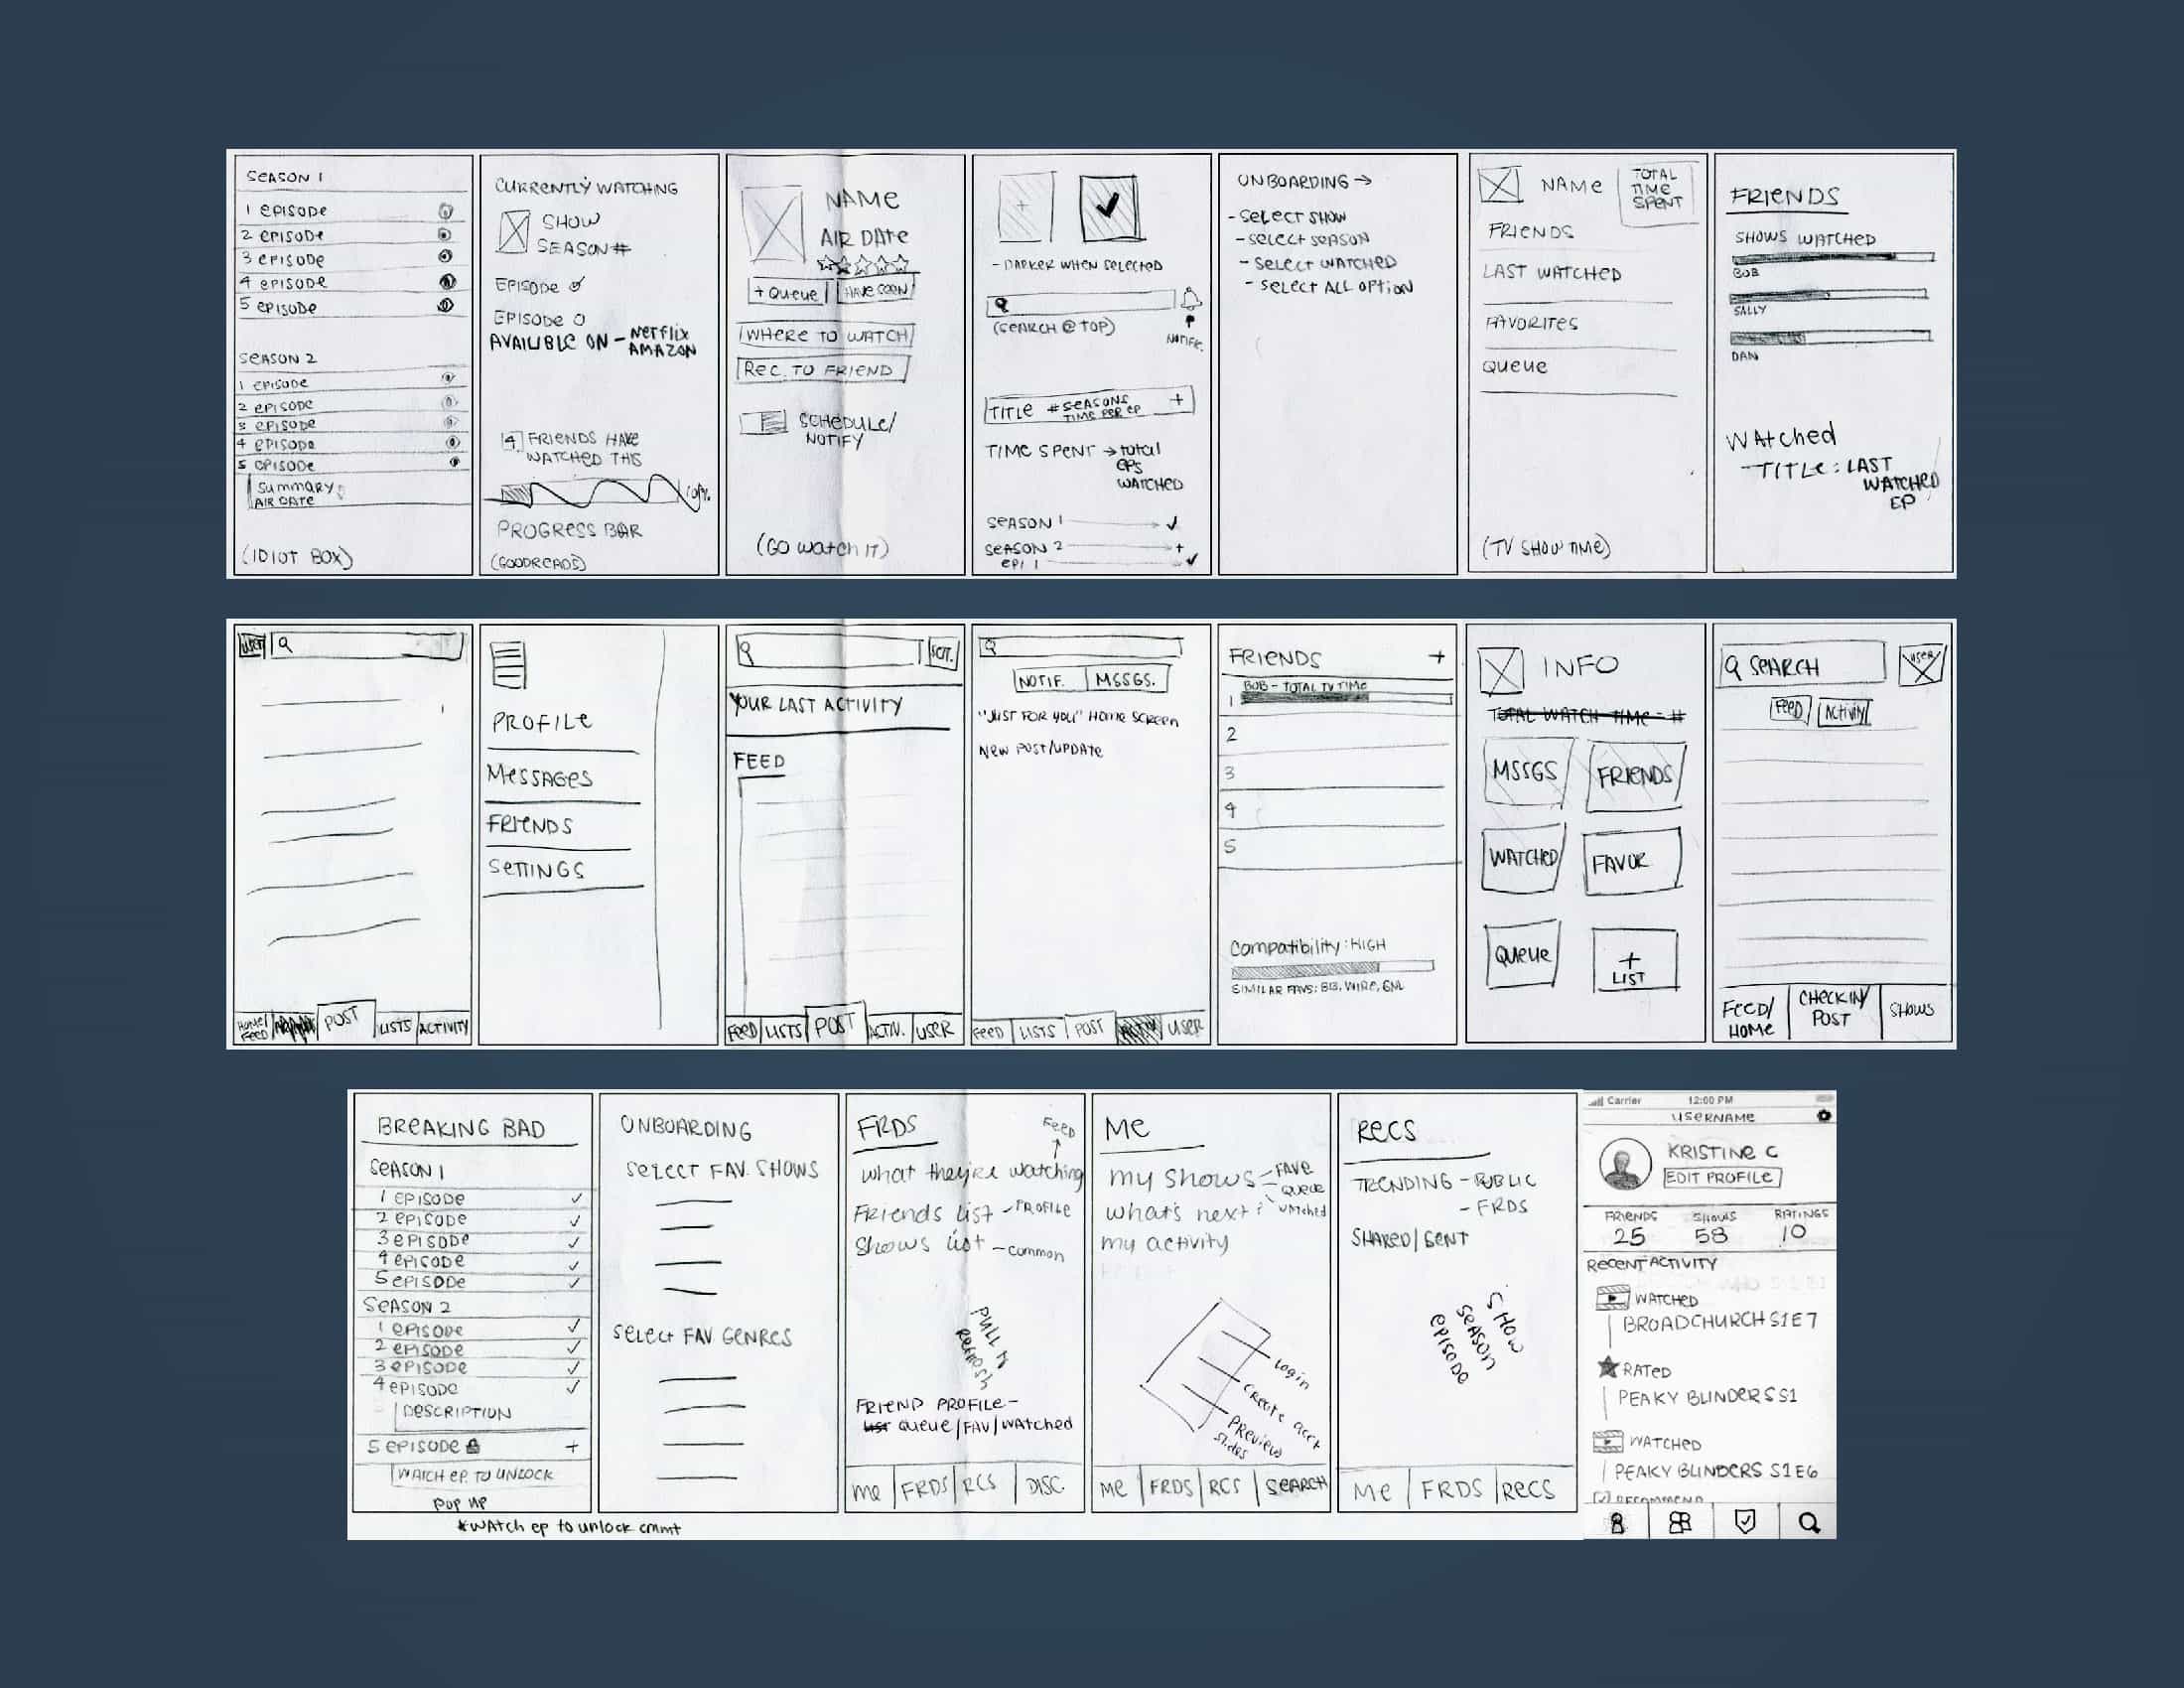 SEASON 1
1 EPISODE
2 EPISODE
3 EPISODE
4 EPISODE
5 EPISODE
SEASON 2
1 EPISODE
2 EPISODE
3 EPISODE
4 EPISODE
5 EPISODE
SUMMARY
AIR DATE
(IDIOT BOX)
CURRENTLY WATCHING
SHOW
SEASON #
EPISODE
EPISODE
AVAILIBLE ON - NETFLIX
AMAZON
4 FRIENDS HAVE
WATCHED THIS
PROGRESS BAR
(GOODREADS)
NAME
AIR DATE
+ QUEUE
HAVE SEEN
WHERE TO WATCH
REC. TO FRIEND
SCHEDULE/
NOTIFY
(GO WATCH IT)
+
- DARKER WHEN SELECTED
(SEARCH @ TOP)
NOTIFIC.
TITLE # SEASONS +
TIME PER EP
TIME SPENT → TOTAL
EPS
WATCHED
SEASON 1
SEASON 2 +
EPI 1
ONBOARDING →
- SELECT SHOW
- SELECT SEASON
- SELECT WATCHED
- SELECT ALL OPTION
NAME
TOTAL
TIME
SPENT
FRIENDS
LAST WATCHED
FAVORITES
QUEUE
(TV SHOW TIME)
FRIENDS
SHOWS WATCHED
BOB
SALLY
DAN
WATCHED
- TITLE: LAST
WATCHED
EP
USER
HOME/
FEED
POST
LISTS
ACTIVITY
PROFILE
MESSAGES
FRIENDS
SETTINGS
YOUR LAST ACTIVITY
FEED
FEED LISTS POST ACTIV. USER
NOTIF. MSSGS.
"JUST FOR YOU" HOME SCREEN
NEW POST/UPDATE
FEED LISTS POST USER
FRIENDS +
BOB - TOTAL TV TIME
1
2
3
4
5
Compatibility: HIGH
INFO
TOTAL WATCH TIME = #
MSSGS
FRIENDS
WATCHED
FAVOR
QUEUE
+
LIST
SEARCH
USER
FEED ACTIVITY
FEED/
HOME
CHECKIN/
POST
SHOWS
BREAKING BAD
SEASON 1
1 EPISODE
2 EPISODE
3 EPISODE
4 EPISODE
5 EPISODE
SEASON 2
1 EPISODE
2 EPISODE
3 EPISODE
4 EPISODE
DESCRIPTION
5 EPISODE +
WATCH EP. TO UNLOCK
POP UP
*WATCH EP TO UNLOCK CMMT
ONBOARDING
SELECT FAV. SHOWS
SELECT FAV GENRES
FRDS
FEED
what they're watching
Friends List - PROFILE
Shows list - common
PULL TO
REFRESH
FRIEND PROFILE -
QUEUE/FAV/WATCHED
Me FRDS RCS DISC.
Me
my shows - FAVE
QUEUE
watched
what's next?
my activity
Login
Create acct
Preview
slides
Me FRDS RCS SEARCH
RECS
TRENDING - PUBLIC
- FRDS
SHARED/SENT
SHOW
SEASON
EPISODE
Me FRDS RECS
Carrier 12:00 PM
USERNAME
KRISTINE C
EDIT PROFILE
FRIENDS SHOWS RATINGS
25 58 10
RECENT ACTIVITY
WATCHED
BROADCHURCH S1E7
RATED
PEAKY BLINDERS S1
WATCHED
PEAKY BLINDERS S1E6
RECOMMEND